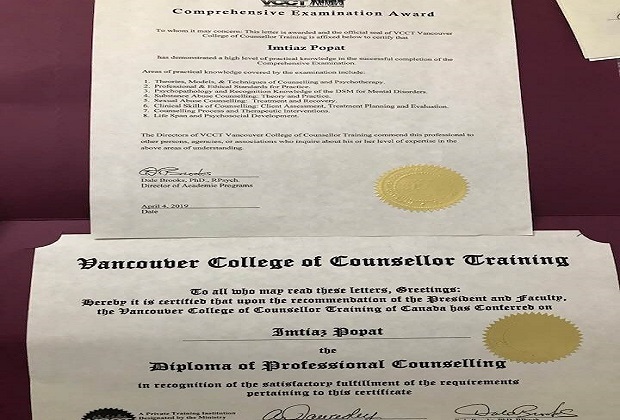 VCCT
Comprehensive Examination Award
To whom it may concern: This letter is awarded and the official seal of VCCT Vancouver
College of Counsellor Training is affixed below to certify that
Imtiaz Popat
has demonstrated a high level of practical knowledge in the successful completion of the
Comprehensive Examination.
Areas of practical knowledge covered by the examination include:
1. Theories, Models, & Techniques of Counselling and Psychotherapy.
2. Professional & Ethical Standards for Practice.
3. Psychopathology and Recognition Knowledge of the DSM for Mental Disorders.
4. Substance Abuse Counselling: Theory and Practice.
5. Sexual Abuse Counselling: Treatment and Recovery.
6. Clinical Skills of Counselling: Client Assessment, Treatment Planning and Evaluation.
7. Counselling Process and Therapeutic Interventions.
8. Life Span and Psychosocial Development.
The Directors of VCCT Vancouver College of Counsellor Training commend this professional to
other persons, agencies, or associations who inquire about his or her level of expertise in the
above areas of understanding.
Dale Brooks, PhD., RPsych.
Director of Academic Programs
April 4, 2019
Date
Vancouver College of Counsellor Training
To all who may read these letters, Greetings:
Hereby it is certified that upon the recommendation of the President and Faculty,
the Vancouver College of Counsellor Training of Canada has Conferred on
Imtiaz Popat
the
Diploma of Professional Counselling
in recognition of the satisfactory fulfillment of the requirements
pertaining to this certificate
A Private Training Institution
Designated by the Ministry